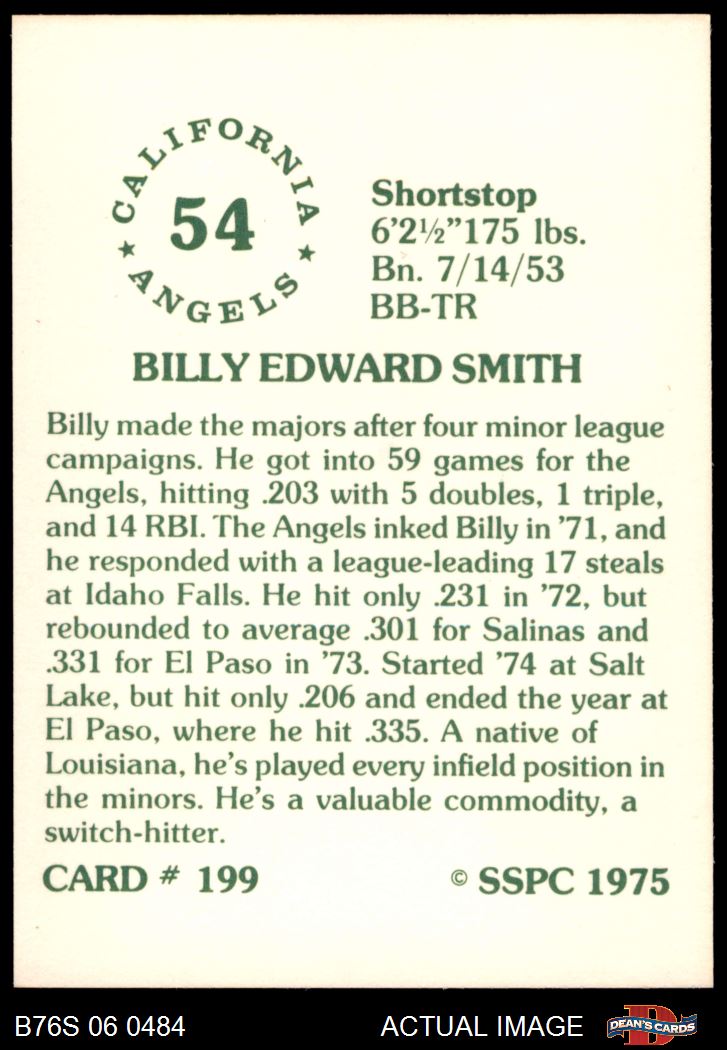 CALIFORNIA
54
★ ANGELS ★
Shortstop
6'2½"175 lbs.
Bn. 7/14/53
BB-TR
BILLY EDWARD SMITH
Billy made the majors after four minor league
campaigns. He got into 59 games for the
Angels, hitting .203 with 5 doubles, 1 triple,
and 14 RBI. The Angels inked Billy in '71, and
he responded with a league-leading 17 steals
at Idaho Falls. He hit only .231 in '72, but
rebounded to average .301 for Salinas and
.331 for El Paso in '73. Started '74 at Salt
Lake, but hit only .206 and ended the year at
El Paso, where he hit .335. A native of
Louisiana, he's played every infield position in
the minors. He's a valuable commodity, a
switch-hitter.
CARD # 199 © SSPC 1975
B76S 06 0484 ACTUAL IMAGE D DEAN'S CARDS